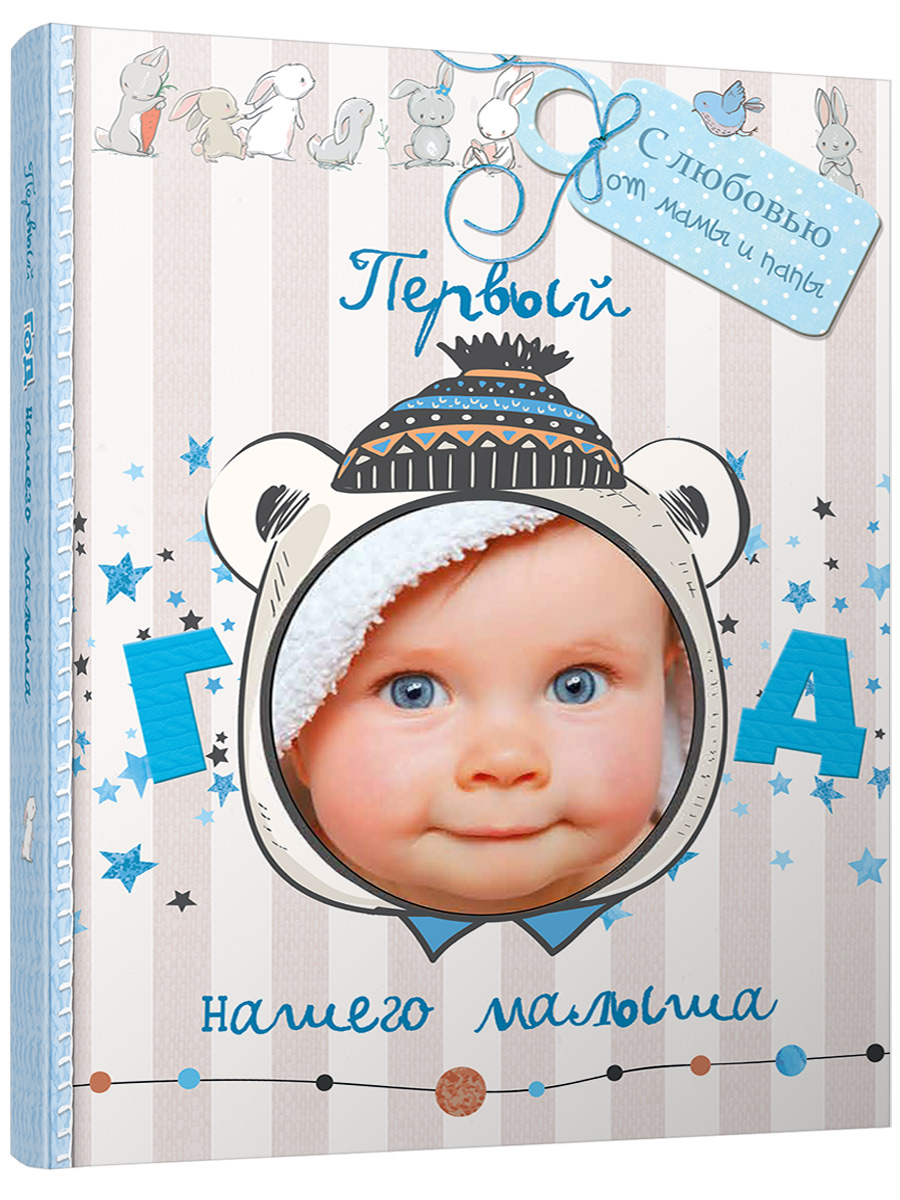 С любовью
от мамы и папы
Первый
Г Д
нашего малыша
Первый ГОД нашего малыша